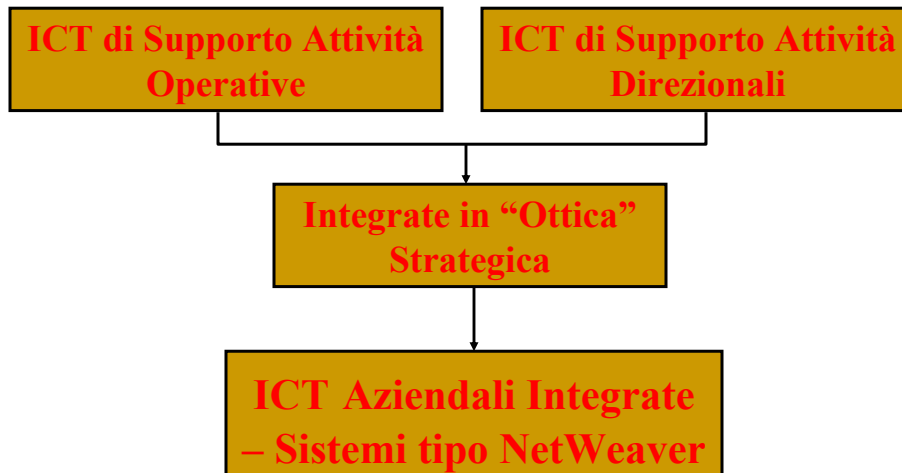 ICT di Supporto Attività
Operative
ICT di Supporto Attività
Direzionali
Integrate in “Ottica”
Strategica
ICT Aziendali Integrate
– Sistemi tipo NetWeaver